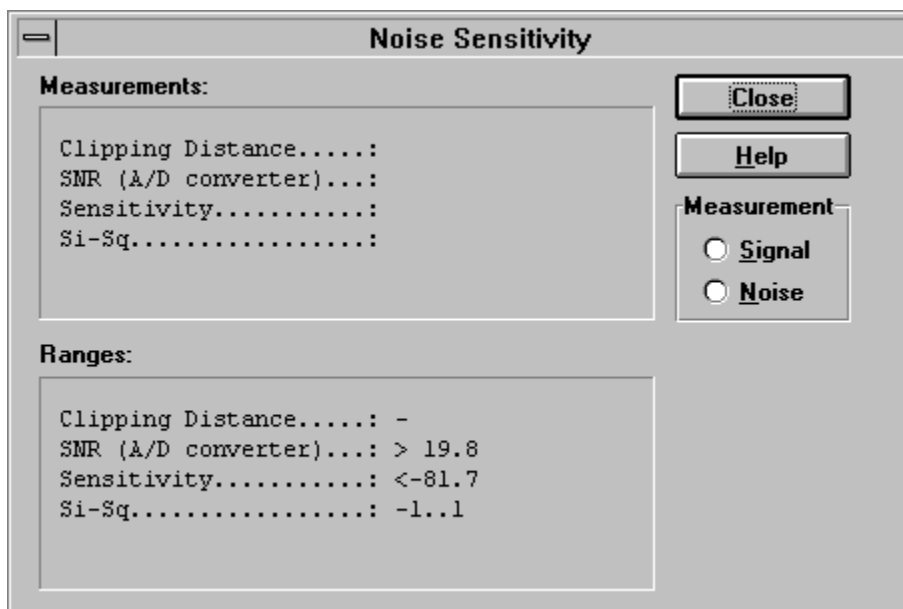 Noise Sensitivity
Measurements:
Clipping Distance.....:
SNR (A/D converter)...:
Sensitivity...........:
Si-Sq.................:
Close
Help
Measurement
Signal
Noise
Ranges:
Clipping Distance.....: -
SNR (A/D converter)...: > 19.8
Sensitivity...........: <-81.7
Si-Sq.................: -1..1